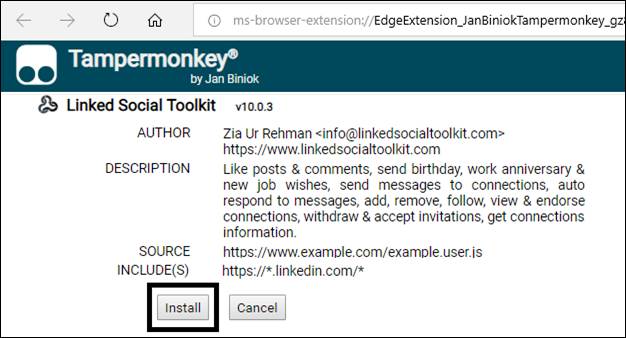 ms-browser-extension://EdgeExtension_JanBiniokTampermonkey_gz8
Tampermonkey®
by Jan Biniok
Linked Social Toolkit v10.0.3
AUTHOR Zia Ur Rehman <info@linkedsocialtoolkit.com>
https://www.linkedsocialtoolkit.com
DESCRIPTION Like posts & comments, send birthday, work anniversary &
new job wishes, send messages to connections, auto
respond to messages, add, remove, follow, view & endorse
connections, withdraw & accept invitations, get connections
information.
SOURCE https://www.example.com/example.user.js
INCLUDE(S) https://*.linkedin.com/*
Install Cancel